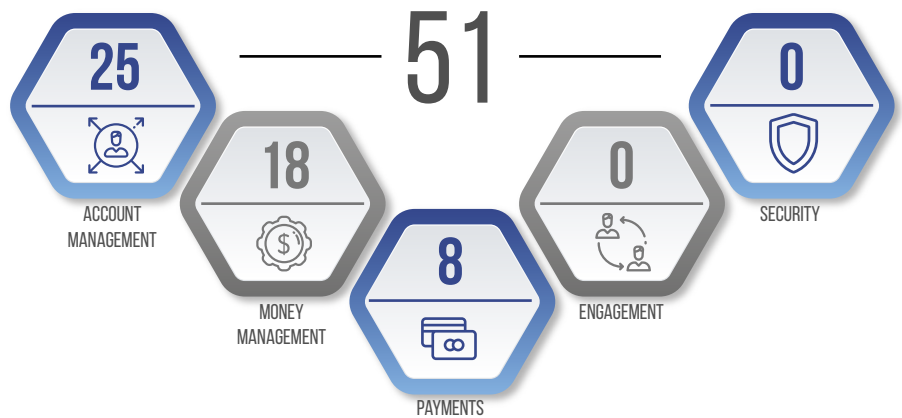 51
25
ACCOUNT
MANAGEMENT
18
$
MONEY
MANAGEMENT
8
PAYMENTS
0
ENGAGEMENT
0
SECURITY